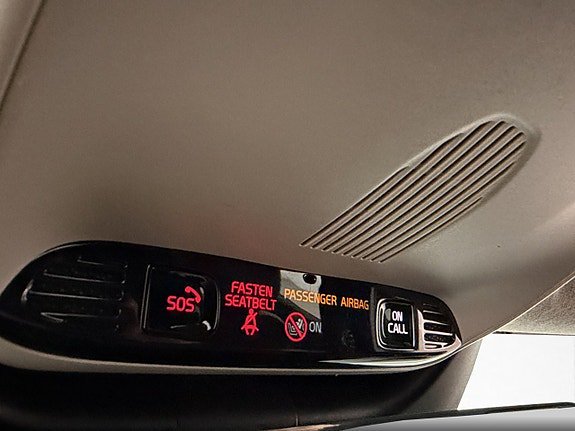 SOS
FASTEN
SEATBELT
PASSENGER AIRBAG
ON
ON
CALL